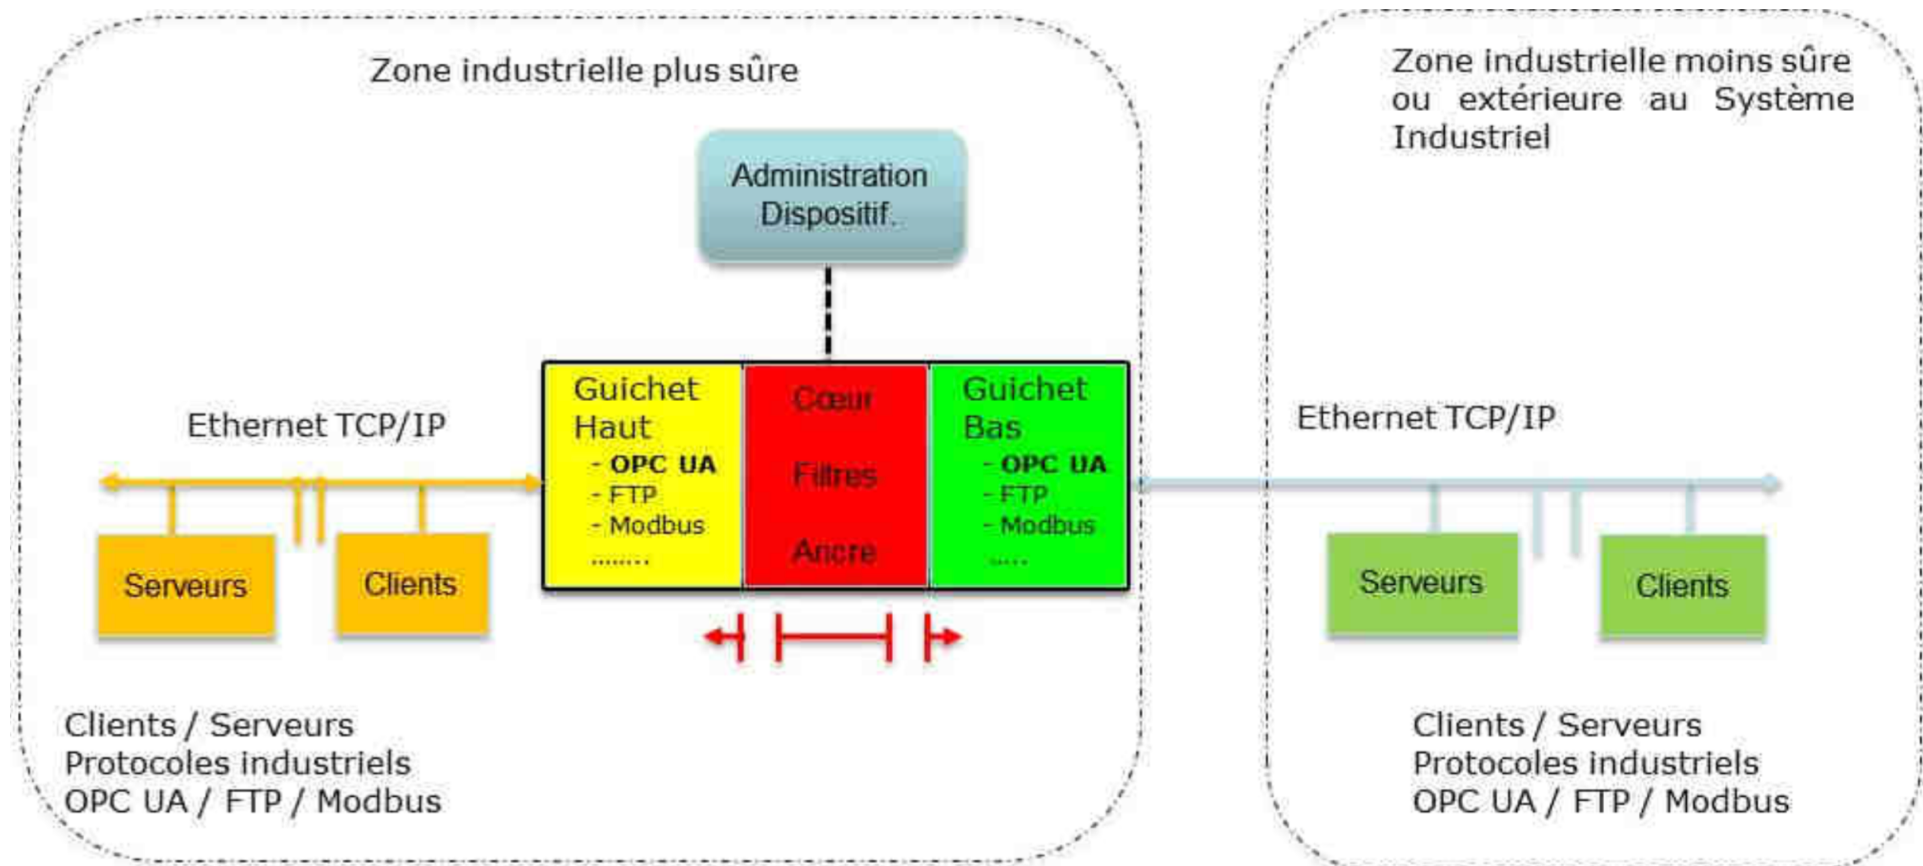 Zone industrielle plus sûre
Zone industrielle moins sûre
ou extérieure au Système
Industriel
Administration
Dispositif.
Ethernet TCP/IP
Serveurs
Clients
Guichet
Haut
- OPC UA
- FTP
- Modbus
........
Cœur
Filtres
Ancre
Guichet
Bas
- OPC UA
- FTP
- Modbus
.....
Ethernet TCP/IP
Serveurs
Clients
Clients / Serveurs
Protocoles industriels
OPC UA / FTP / Modbus
Clients / Serveurs
Protocoles industriels
OPC UA / FTP / Modbus